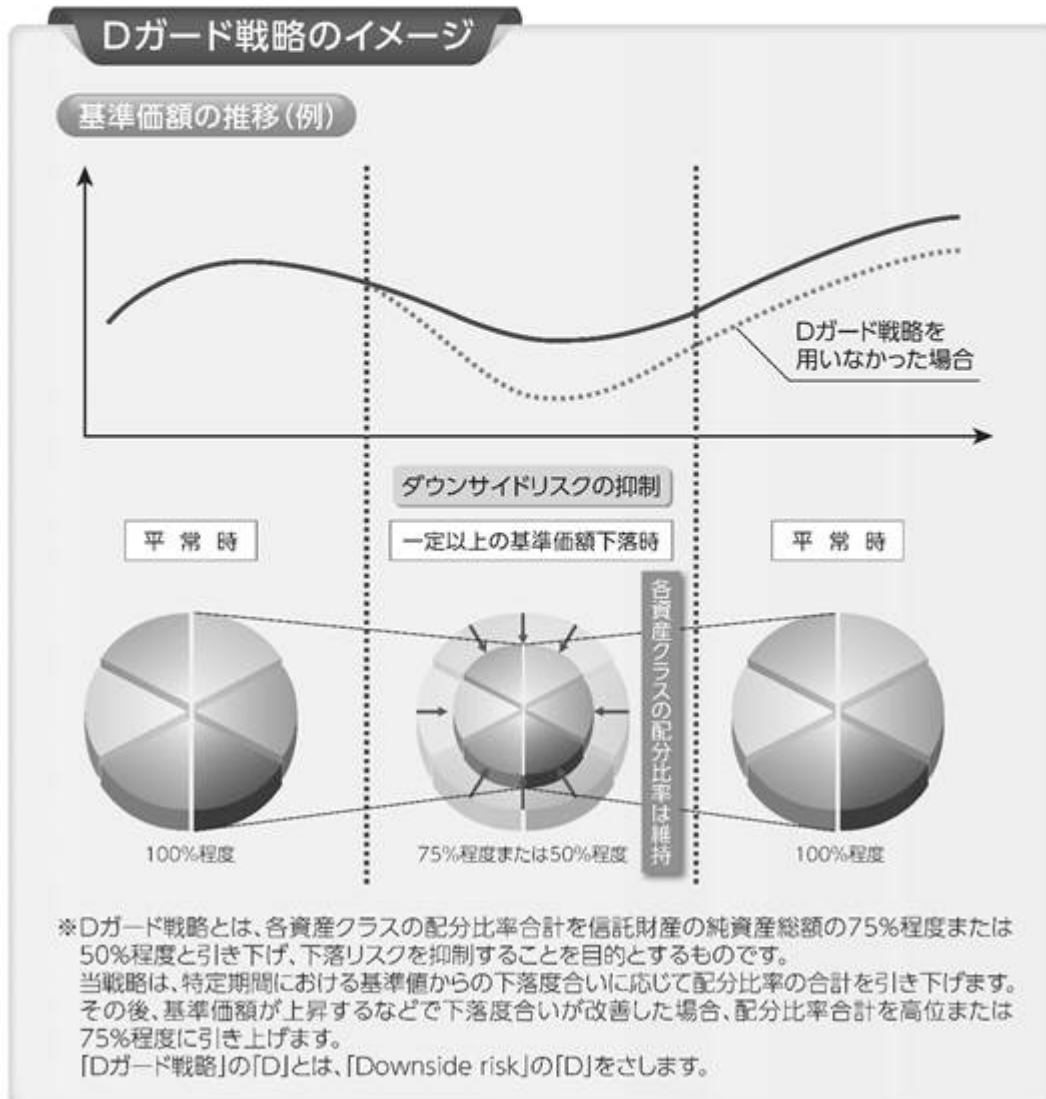 Dガード戦略のイメージ
基準価額の推移(例)
Dガード戦略を
用いなかった場合
ダウンサイドリスクの抑制
平常時
一定以上の基準価額下落時
平常時
各資産クラスの配分比率は維持
100%程度
75%程度または50%程度
100%程度
※Dガード戦略とは、各資産クラスの配分比率合計を信託財産の純資産総額の75%程度または
50%程度と引き下げ、下落リスクを抑制することを目的とするものです。
当戦略は、特定期間における基準値からの下落度合いに応じて配分比率の合計を引き下げます。
その後、基準価額が上昇するなどで下落度合いが改善した場合、配分比率合計を高位または
75%程度に引き上げます。
「Dガード戦略」の「D」とは、「Downside risk」の「D」をさします。